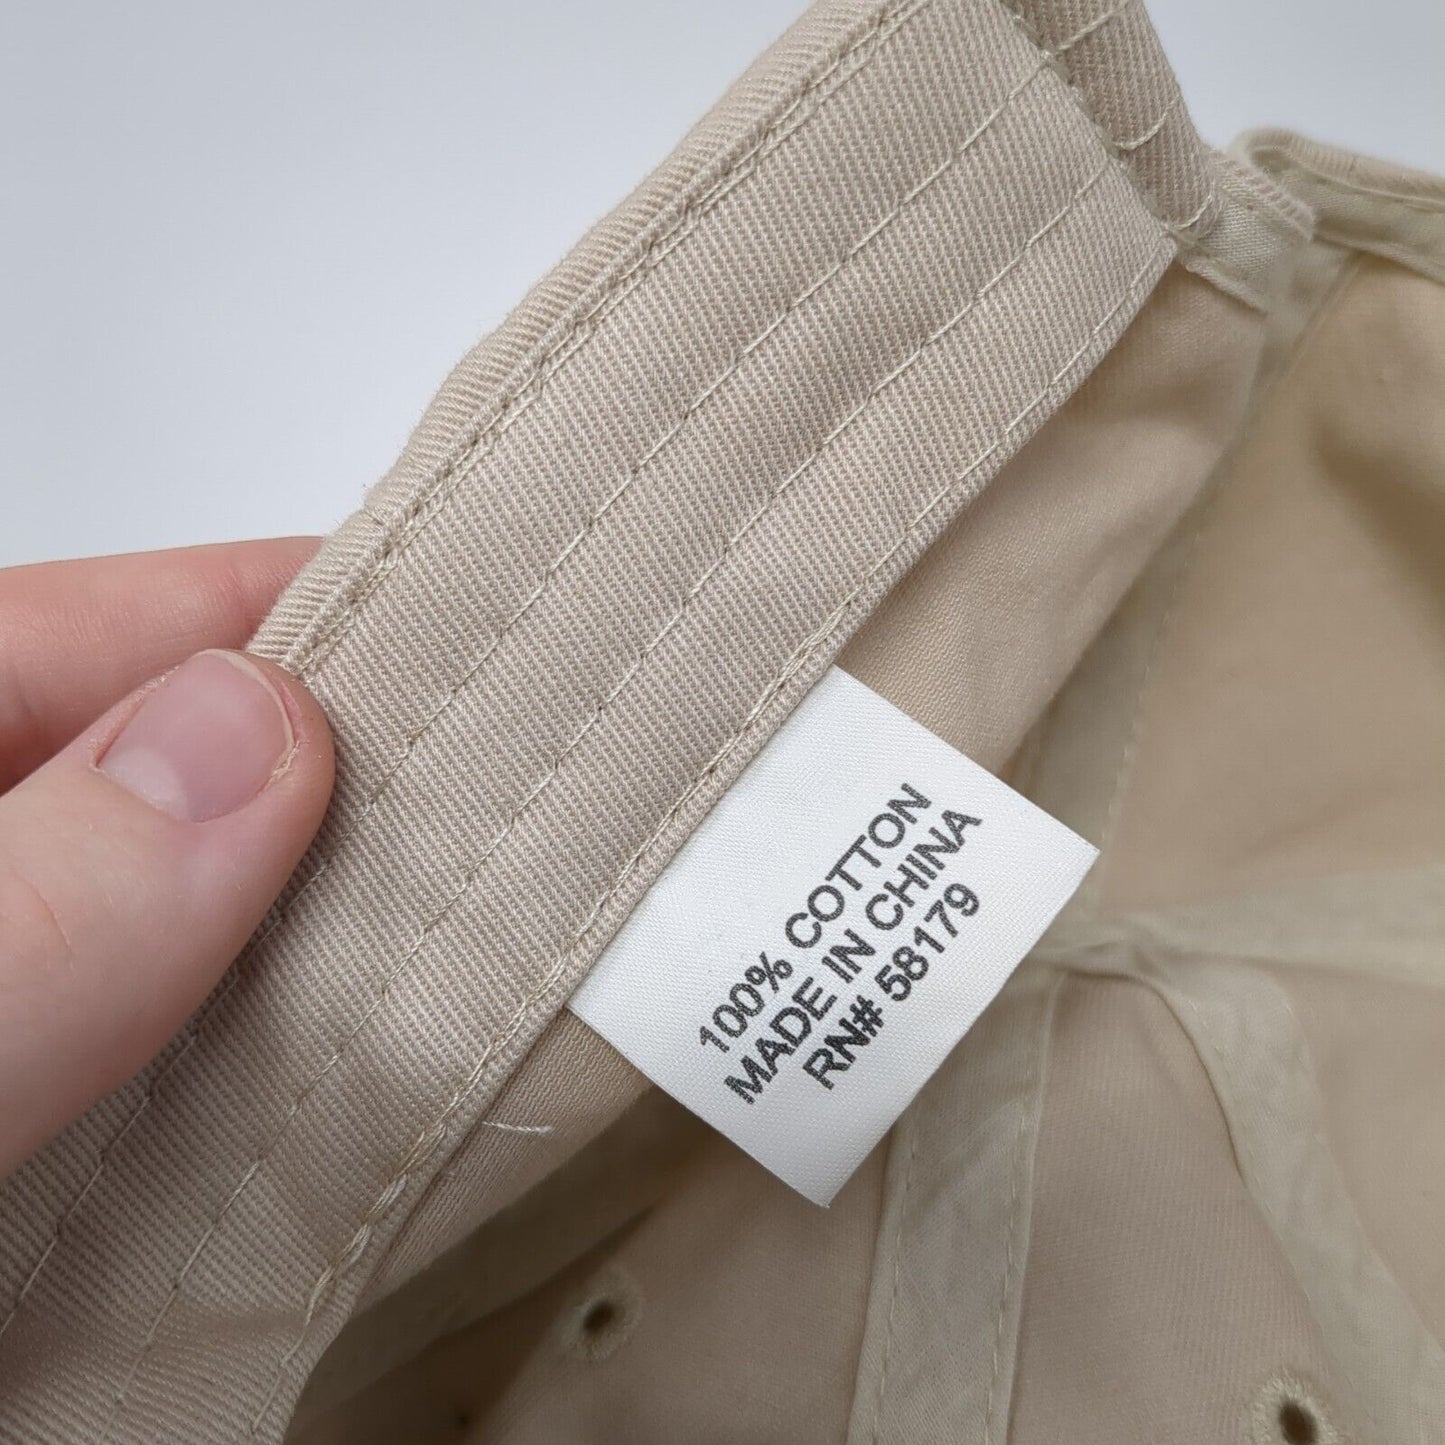 100% COTTON
MADE IN CHINA
RN# 58179